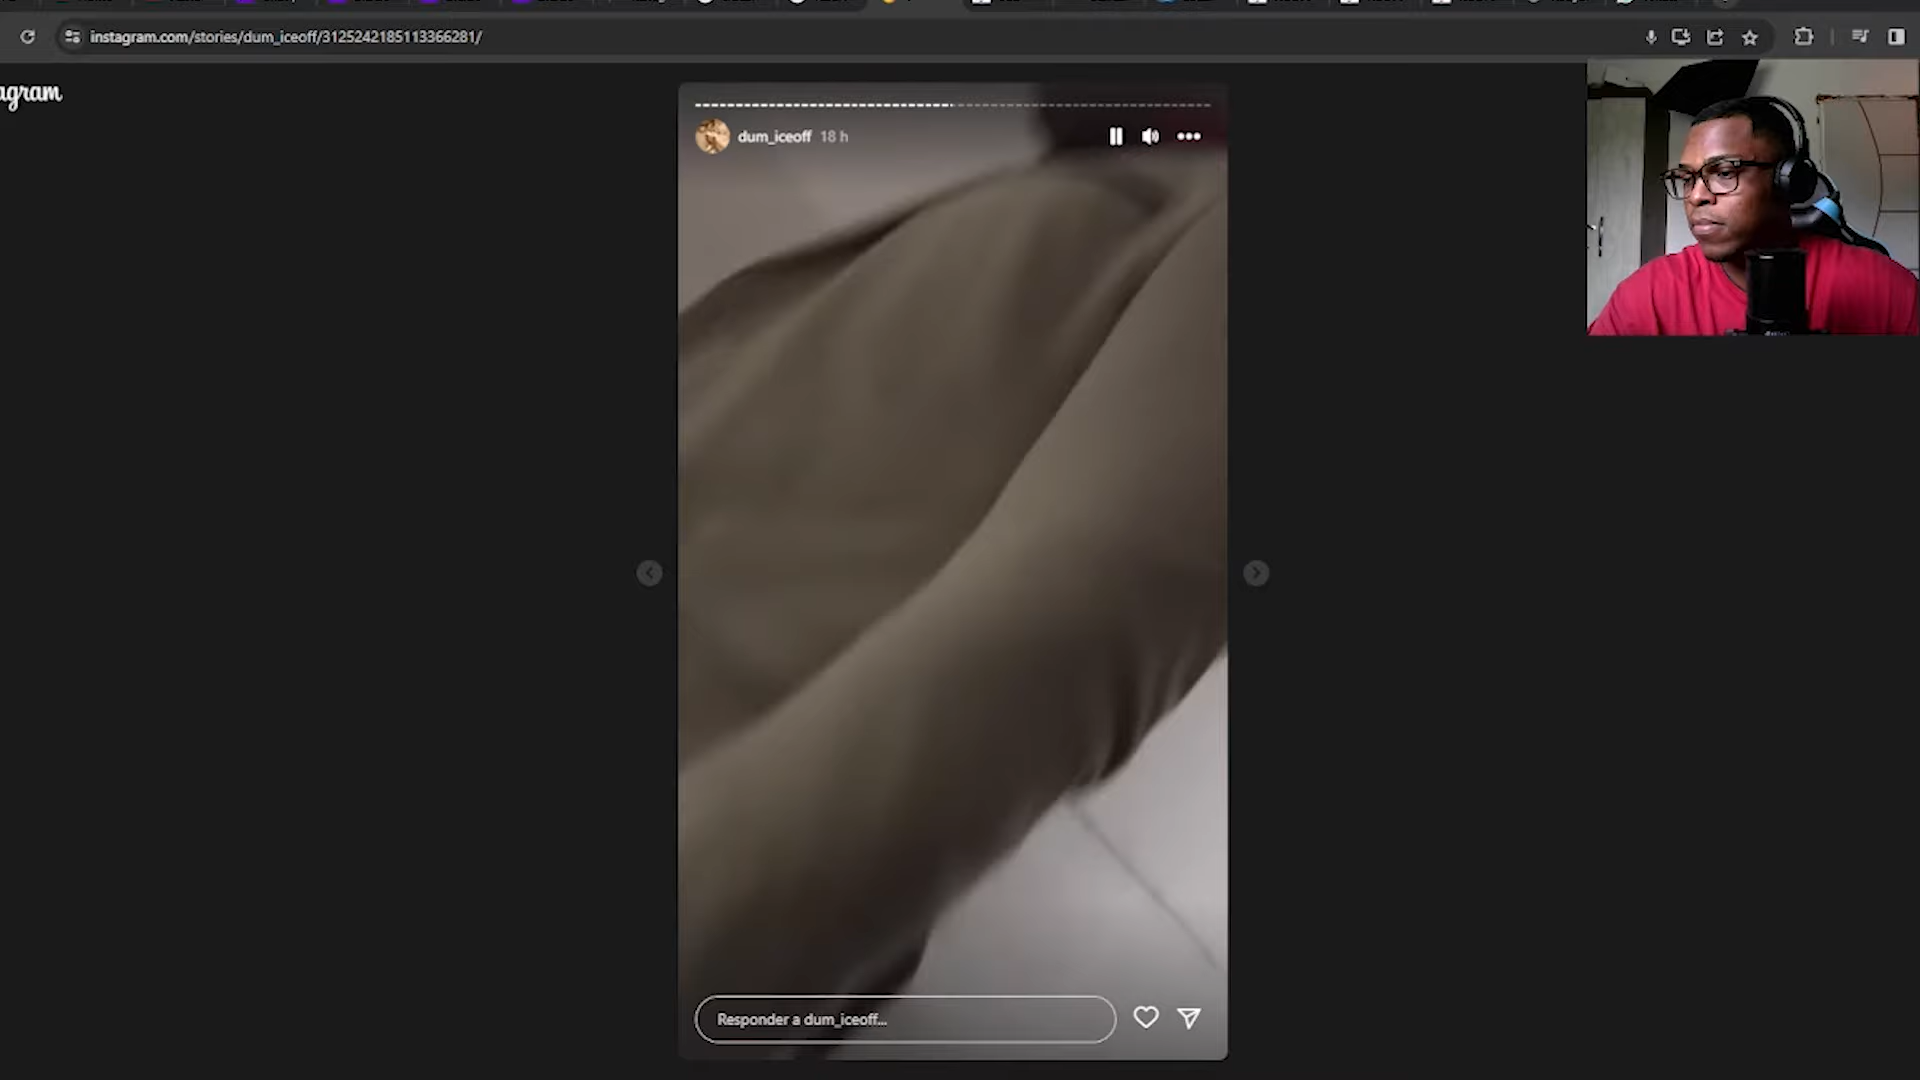 instagram.com/stories/dum_iceoff/3125242185113366281/
agram
dum_iceoff 18 h
Responder a dum_iceoff...